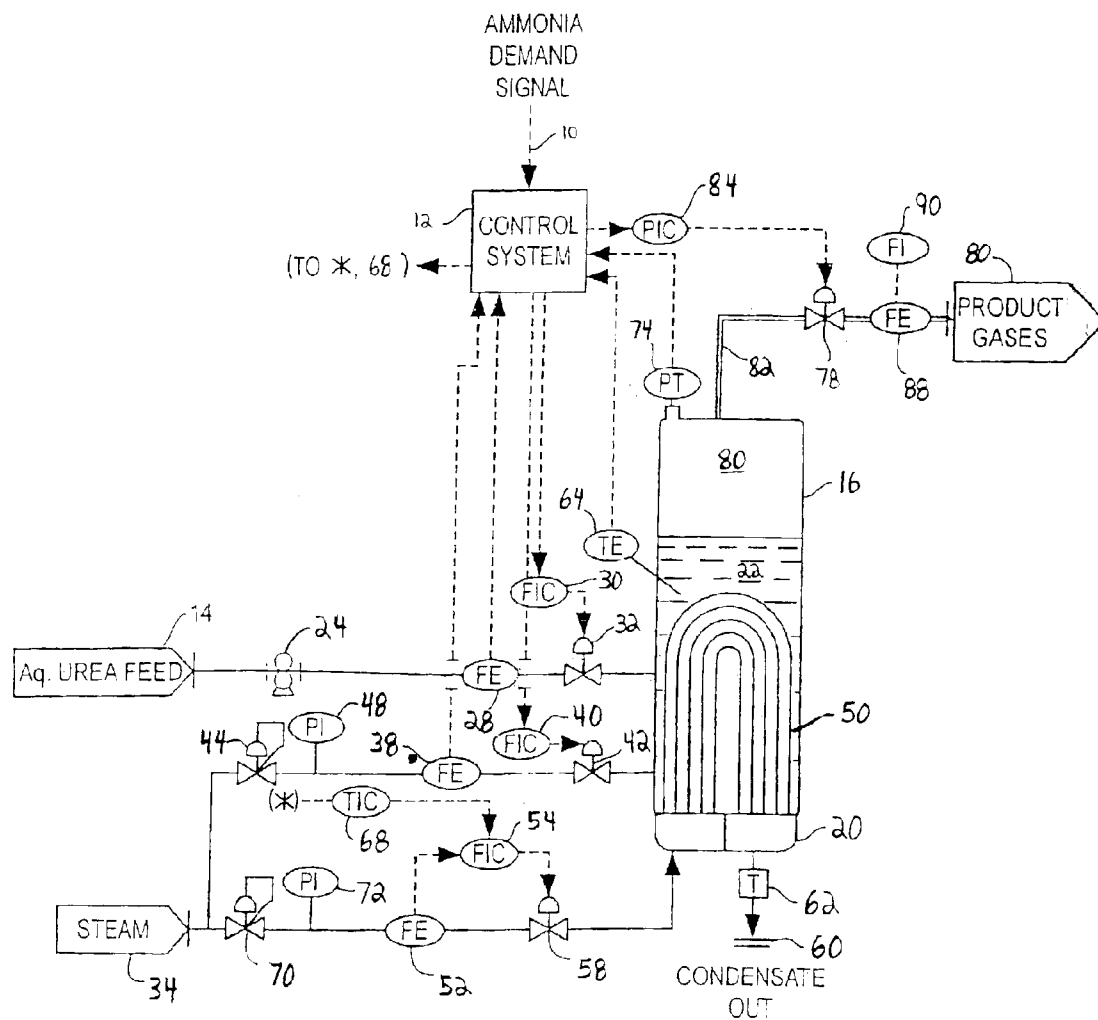 AMMONIA
DEMAND
SIGNAL
10
12
CONTROL
SYSTEM
84
PIC
90
FI
80
PRODUCT
GASES
(TO *, 68)
FE
88
78
82
74
PT
80
16
64
TE
22
FIC
30
14
24
32
Aq. UREA FEED
FE
28
48
PI
40
FIC
42
50
44
38
FE
(*)
TIC
68
54
FIC
20
PI
72
T
62
STEAM
34
70
FE
52
58
60
CONDENSATE
OUT